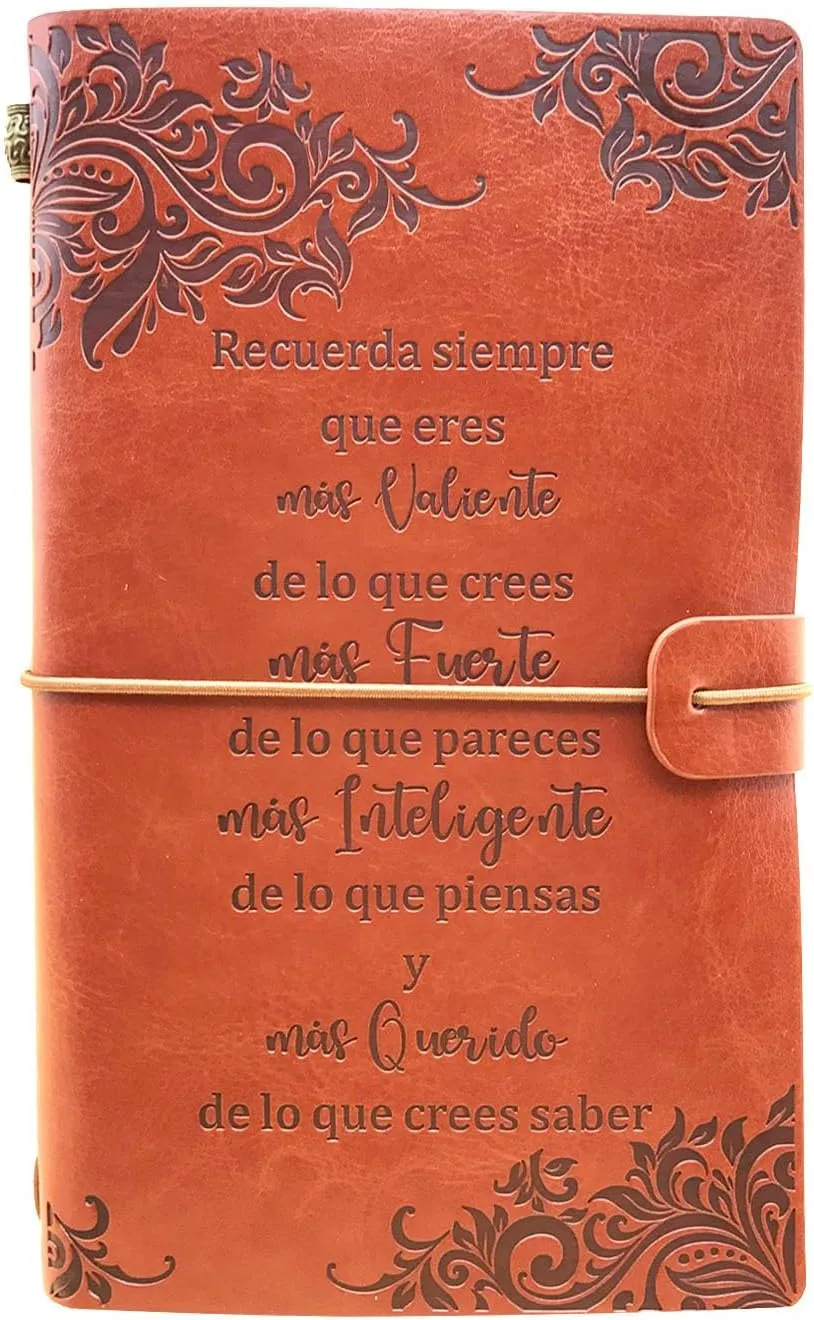 Recuerda siempre
que eres
más Valiente
de lo que crees
más Fuerte
de lo que pareces
más Inteligente
de lo que piensas
y
más Querido
de lo que crees saber